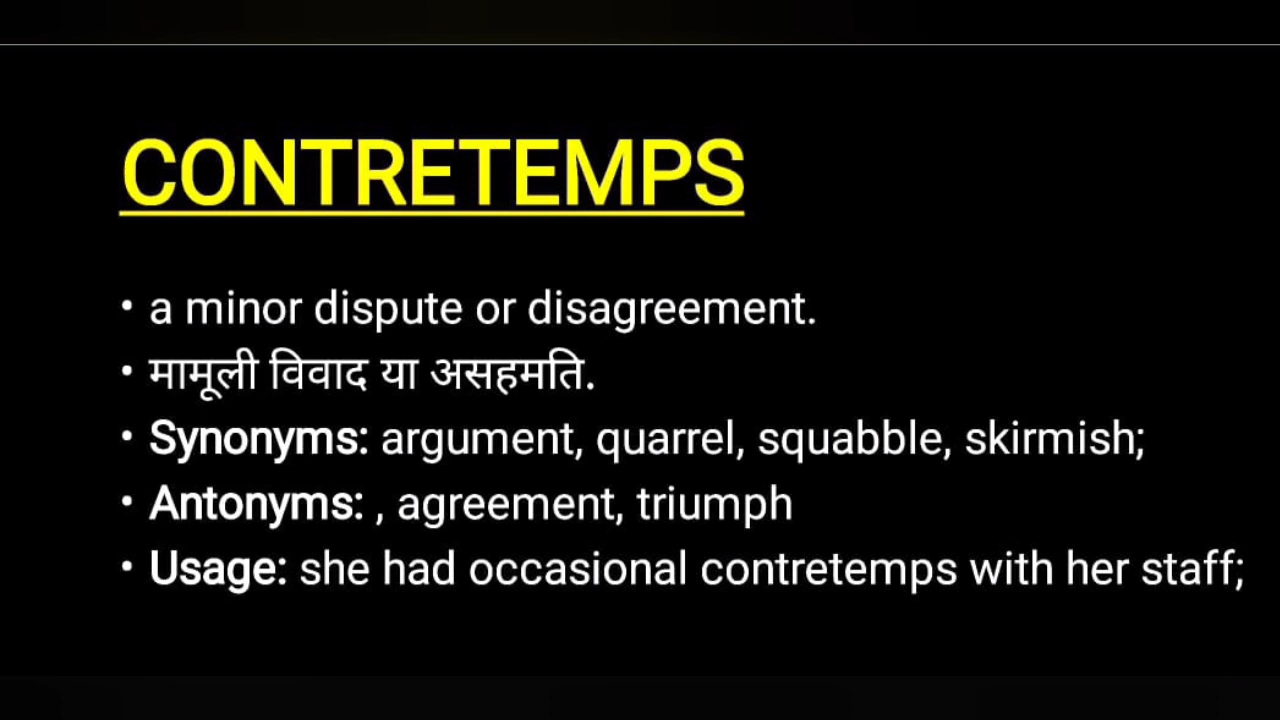 CONTRETEMPS
• a minor dispute or disagreement.
• मामूली विवाद या असहमति.
• Synonyms: argument, quarrel, squabble, skirmish;
• Antonyms: , agreement, triumph
• Usage: she had occasional contretemps with her staff;